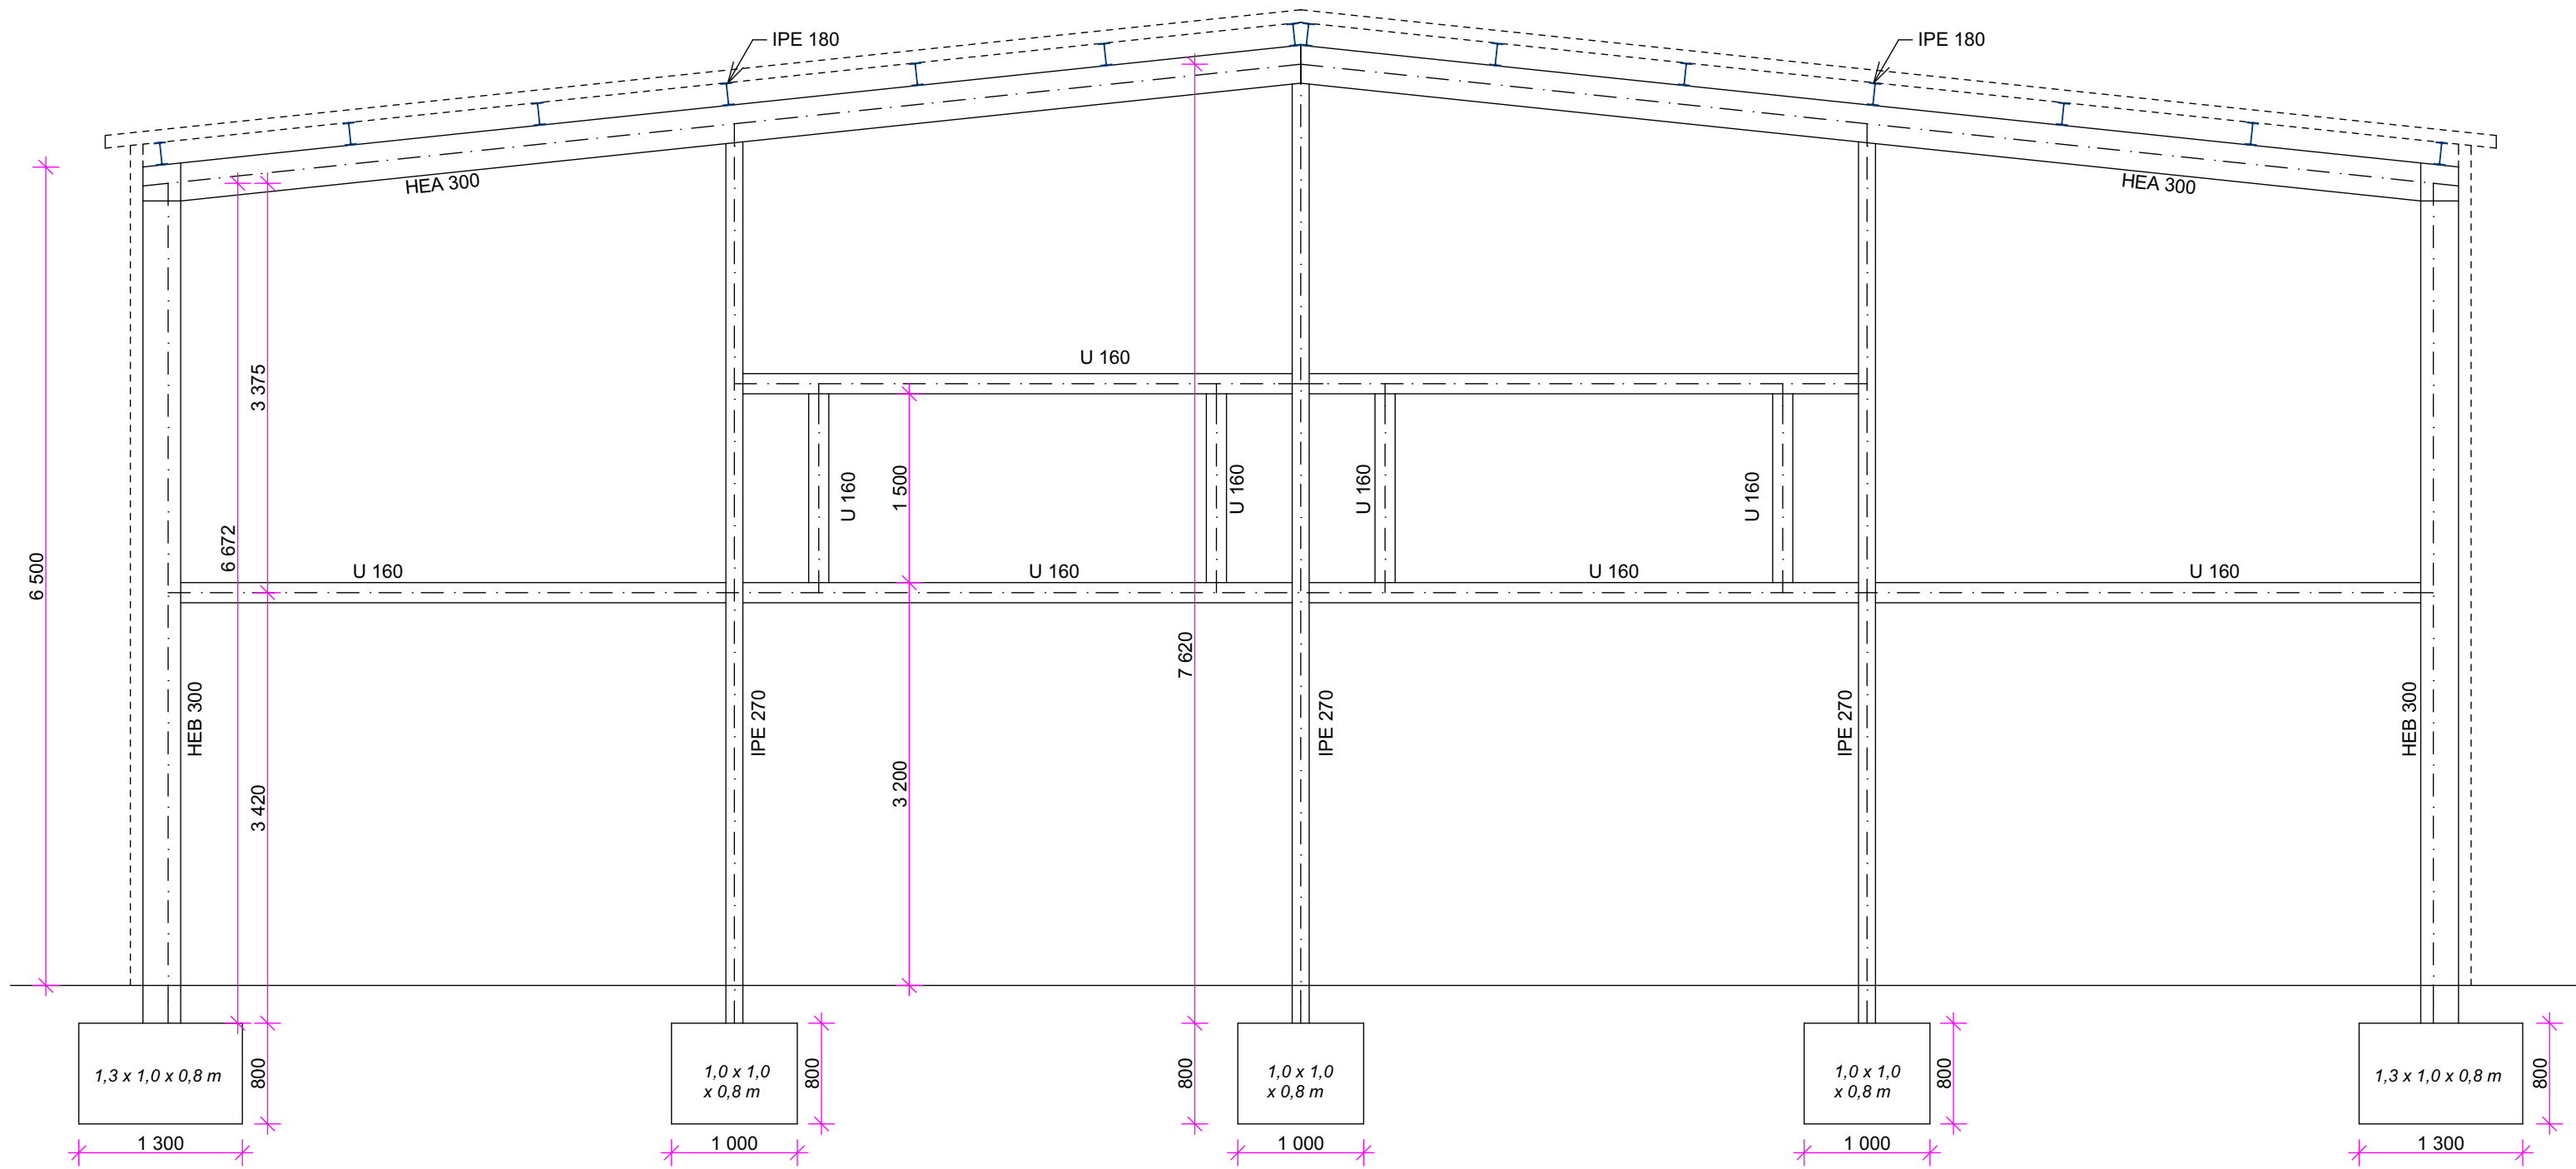 IPE 180
IPE 180
HEA 300
HEA 300
U 160
3 375
6 672
6 500
1 500
U 160
U 160
U 160
U 160
U 160
U 160
U 160
U 160
7 620
HEB 300
IPE 270
IPE 270
IPE 270
HEB 300
3 420
3 200
1,3 x 1,0 x 0,8 m
800
1,0 x 1,0
x 0,8 m
800
800
1,0 x 1,0
x 0,8 m
1,0 x 1,0
x 0,8 m
800
1,3 x 1,0 x 0,8 m
800
1 300
1 000
1 000
1 000
1 300